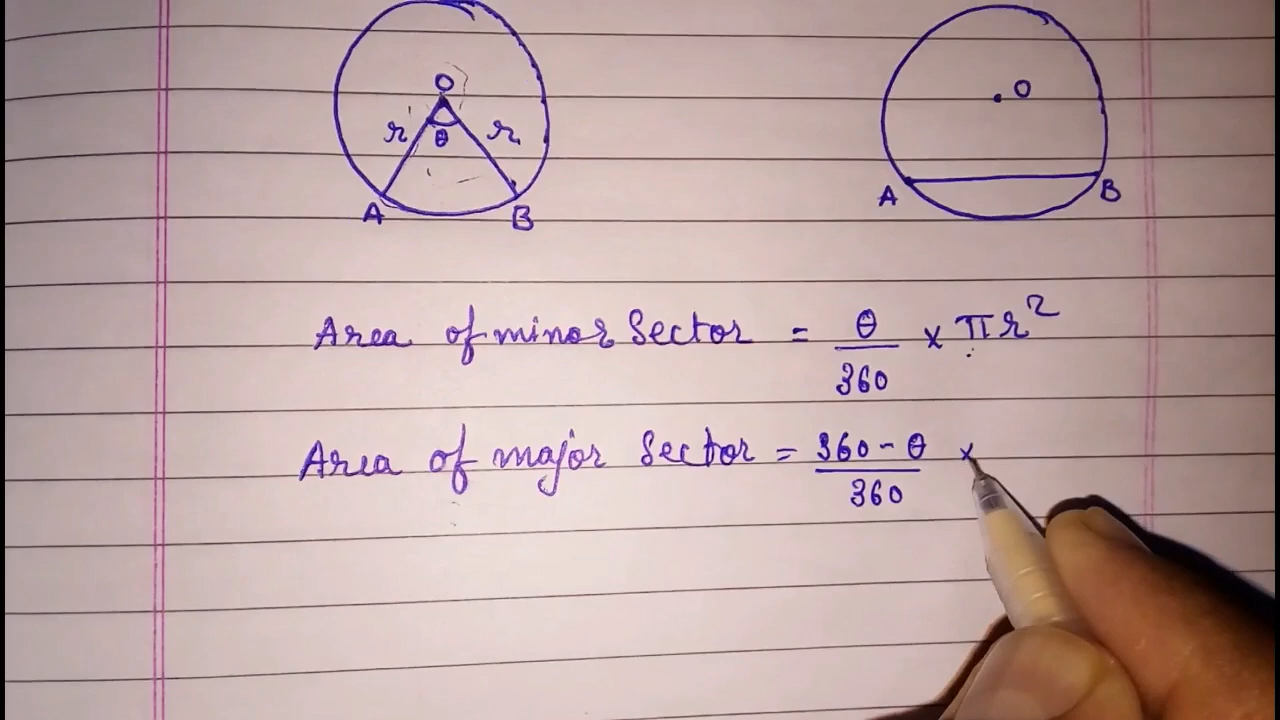 O O
r θ r
A B A B
Area of minor Sector = θ/360 × πr²
Area of major Sector = 360-θ/360 ×